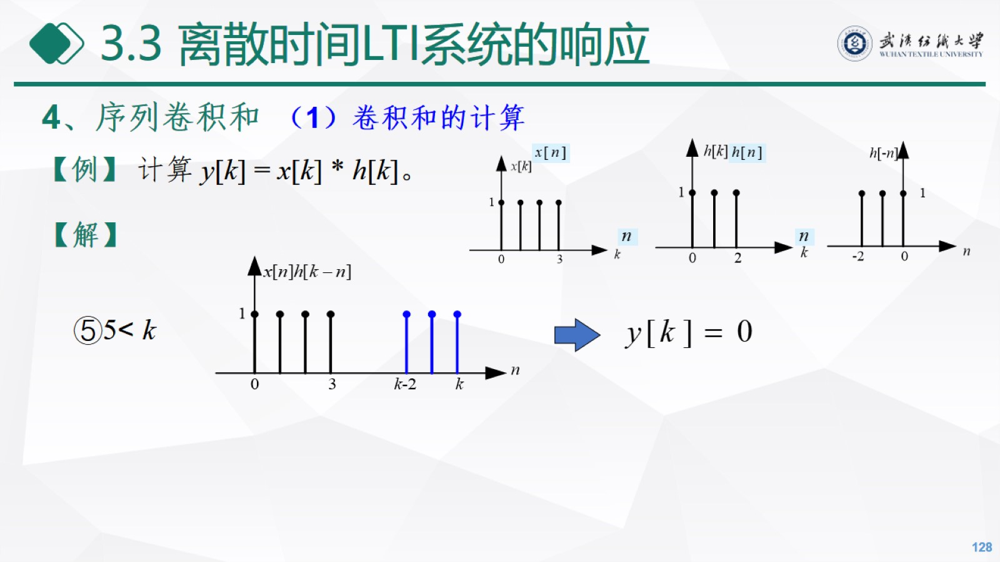 3.3 离散时间LTI系统的响应
武汉纺织大学
WUHAN TEXTILE UNIVERSITY
4、序列卷积和 （1）卷积和的计算
【例】 计算 y[k] = x[k] * h[k]。
x[n]
x[k]
1
0 3
n
k
h[k] h[n]
1
0 2
n
k
h[-n]
1
-2 0
n
【解】
⑤5< k
x[n]h[k – n]
1
0 3 k-2 k
n
y[k] = 0
128